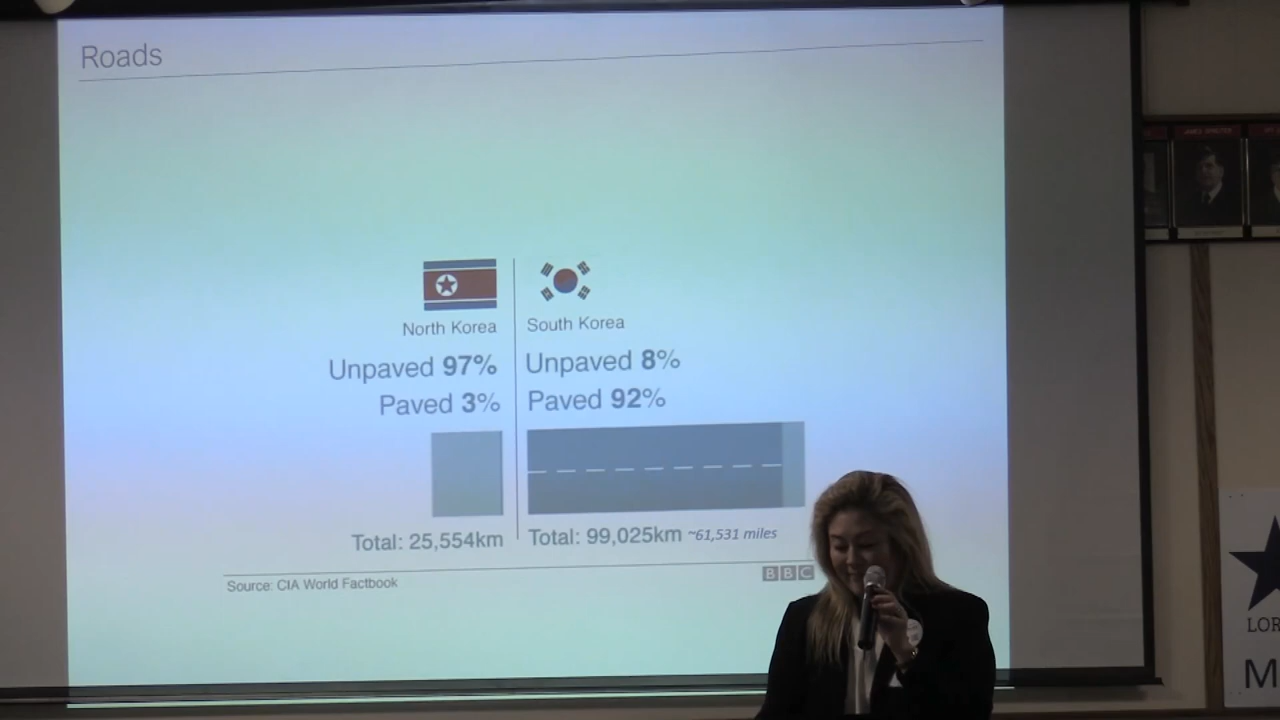 Roads
North Korea
South Korea
Unpaved 97%
Unpaved 8%
Paved 3%
Paved 92%
Total: 25,554km
Total: 99,025km ~61,531 miles
Source: CIA World Factbook
BBC
LOR
M